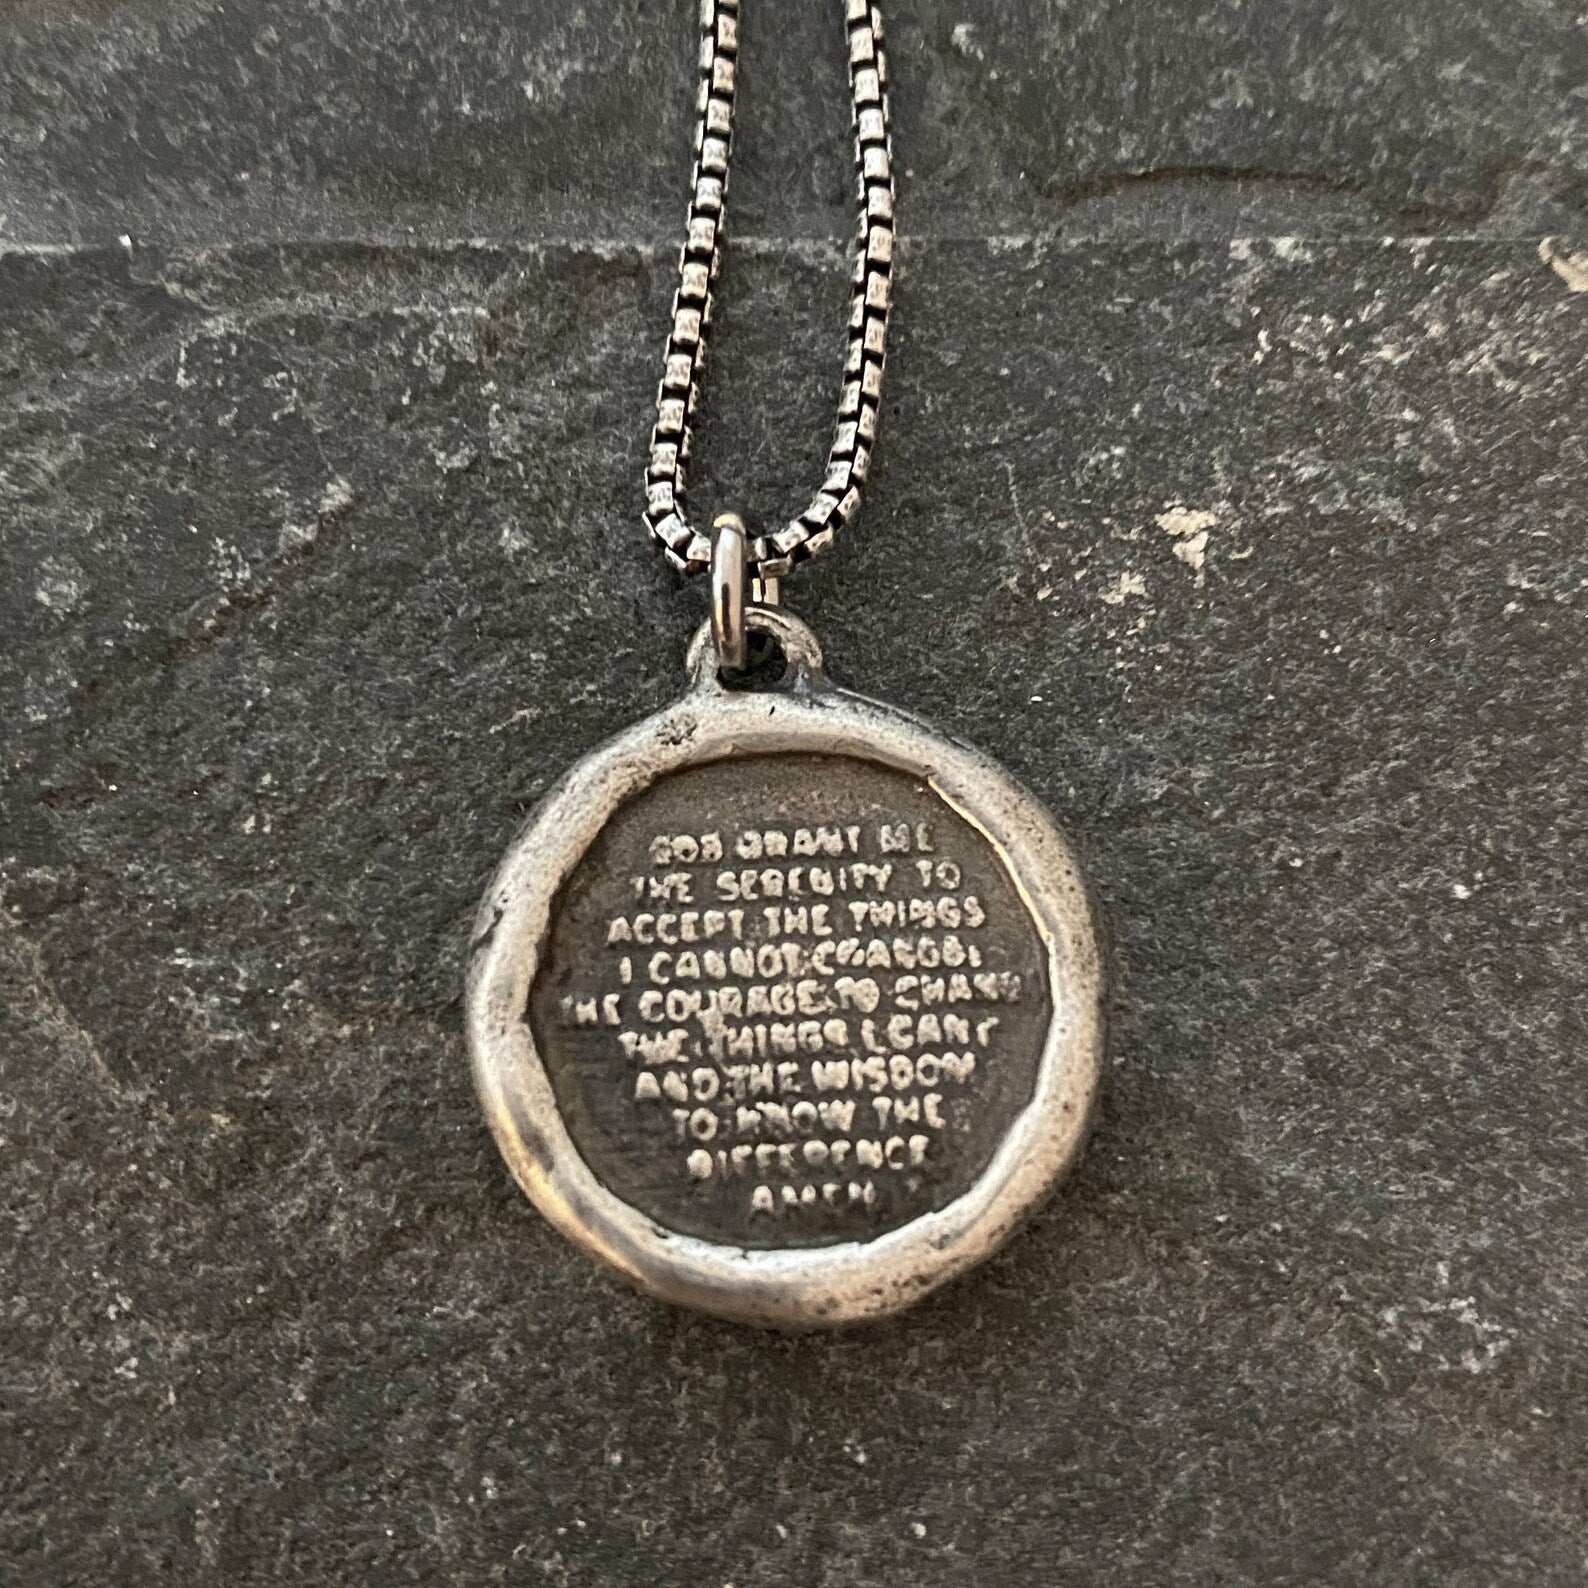 GOD GRANT ME
THE SERENITY TO
ACCEPT THE THINGS
I CANNOT CHANGE;
THE COURAGE TO CHANGE
THE THINGS I CAN;
AND THE WISDOM
TO KNOW THE
DIFFERENCE
AMEN